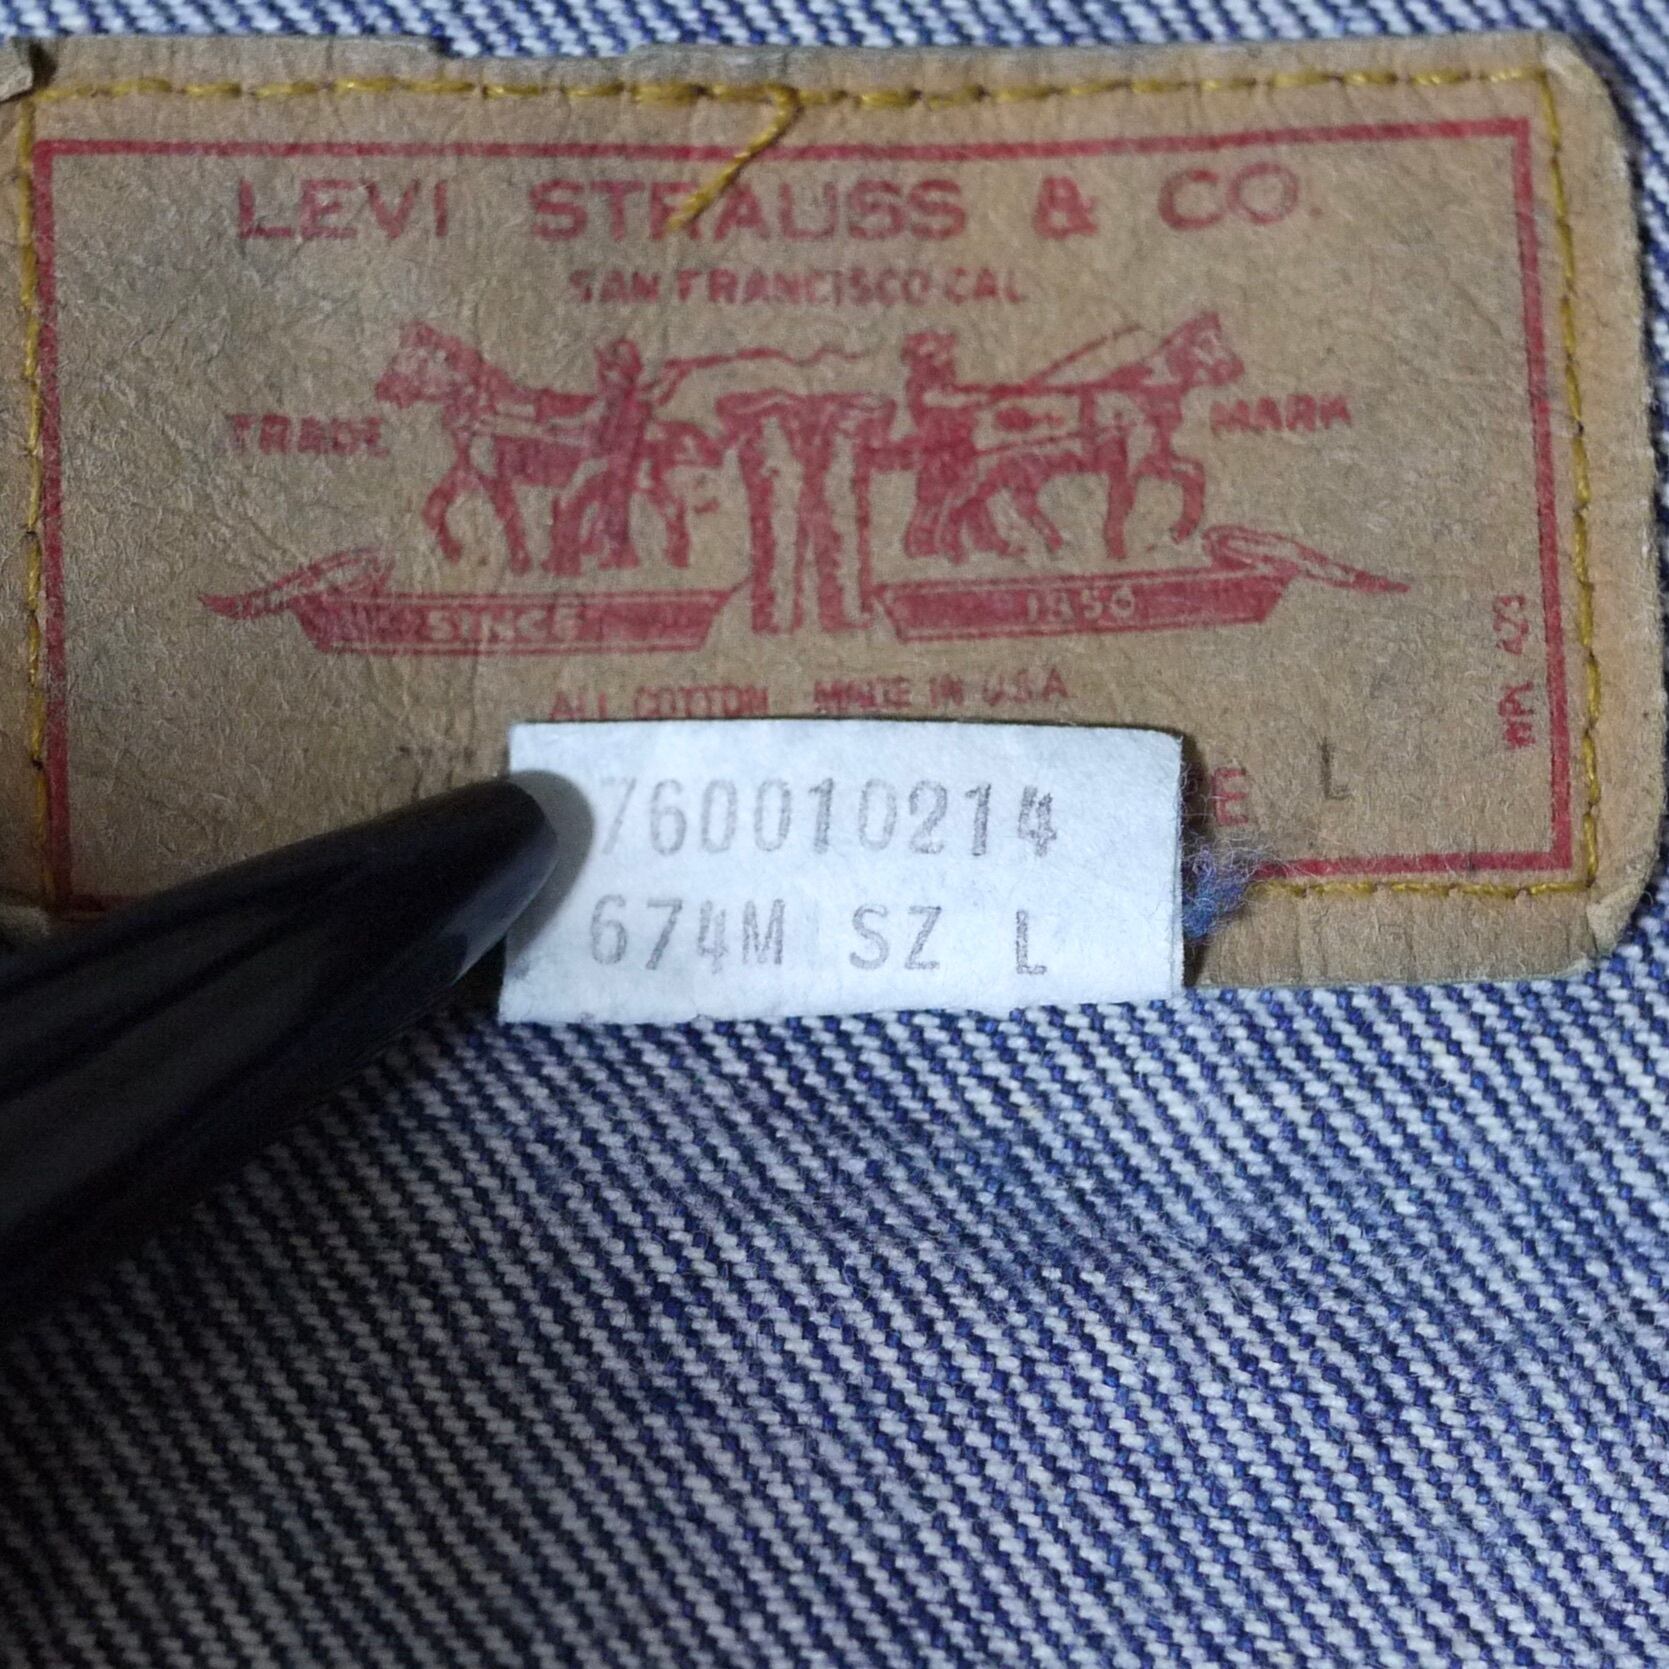 LEVI STRAUSS & CO.
SAN FRANCISCO CAL
TRADE MARK
SINCE 1850
ALL COTTON MADE IN U.S.A
E L
760010214
674M SZ L